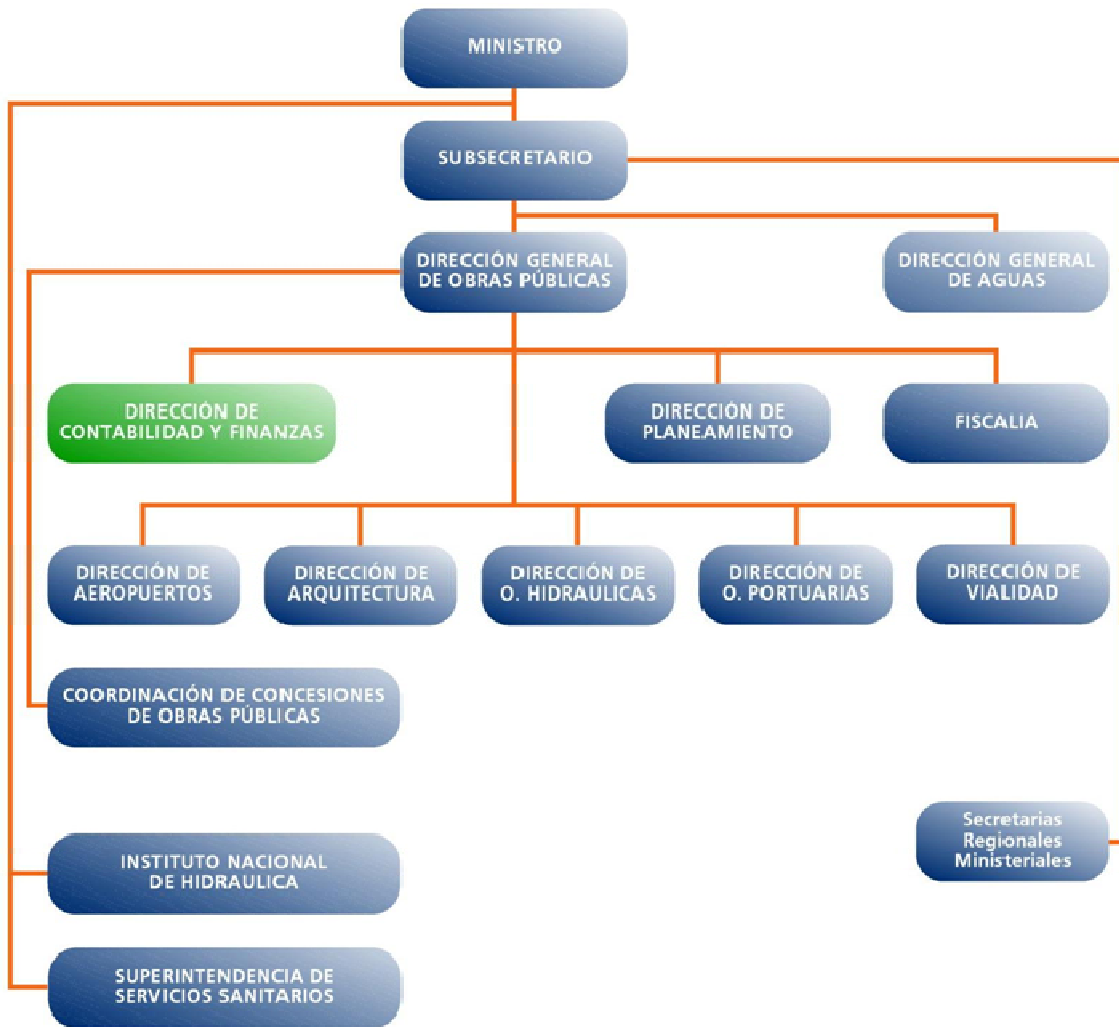 MINISTRO
SUBSECRETARIO
DIRECCIÓN GENERAL
DE OBRAS PÚBLICAS
DIRECCIÓN GENERAL
DE AGUAS
DIRECCIÓN DE
CONTABILIDAD Y FINANZAS
DIRECCIÓN DE
PLANEAMIENTO
FISCALIA
DIRECCIÓN DE
AEROPUERTOS
DIRECCIÓN DE
ARQUITECTURA
DIRECCIÓN DE
O. HIDRAULICAS
DIRECCIÓN DE
O. PORTUARIAS
DIRECCIÓN DE
VIALIDAD
COORDINACIÓN DE CONCESIONES
DE OBRAS PÚBLICAS
Secretarias
Regionales
Ministeriales
INSTITUTO NACIONAL
DE HIDRAULICA
SUPERINTENDENCIA DE
SERVICIOS SANITARIOS